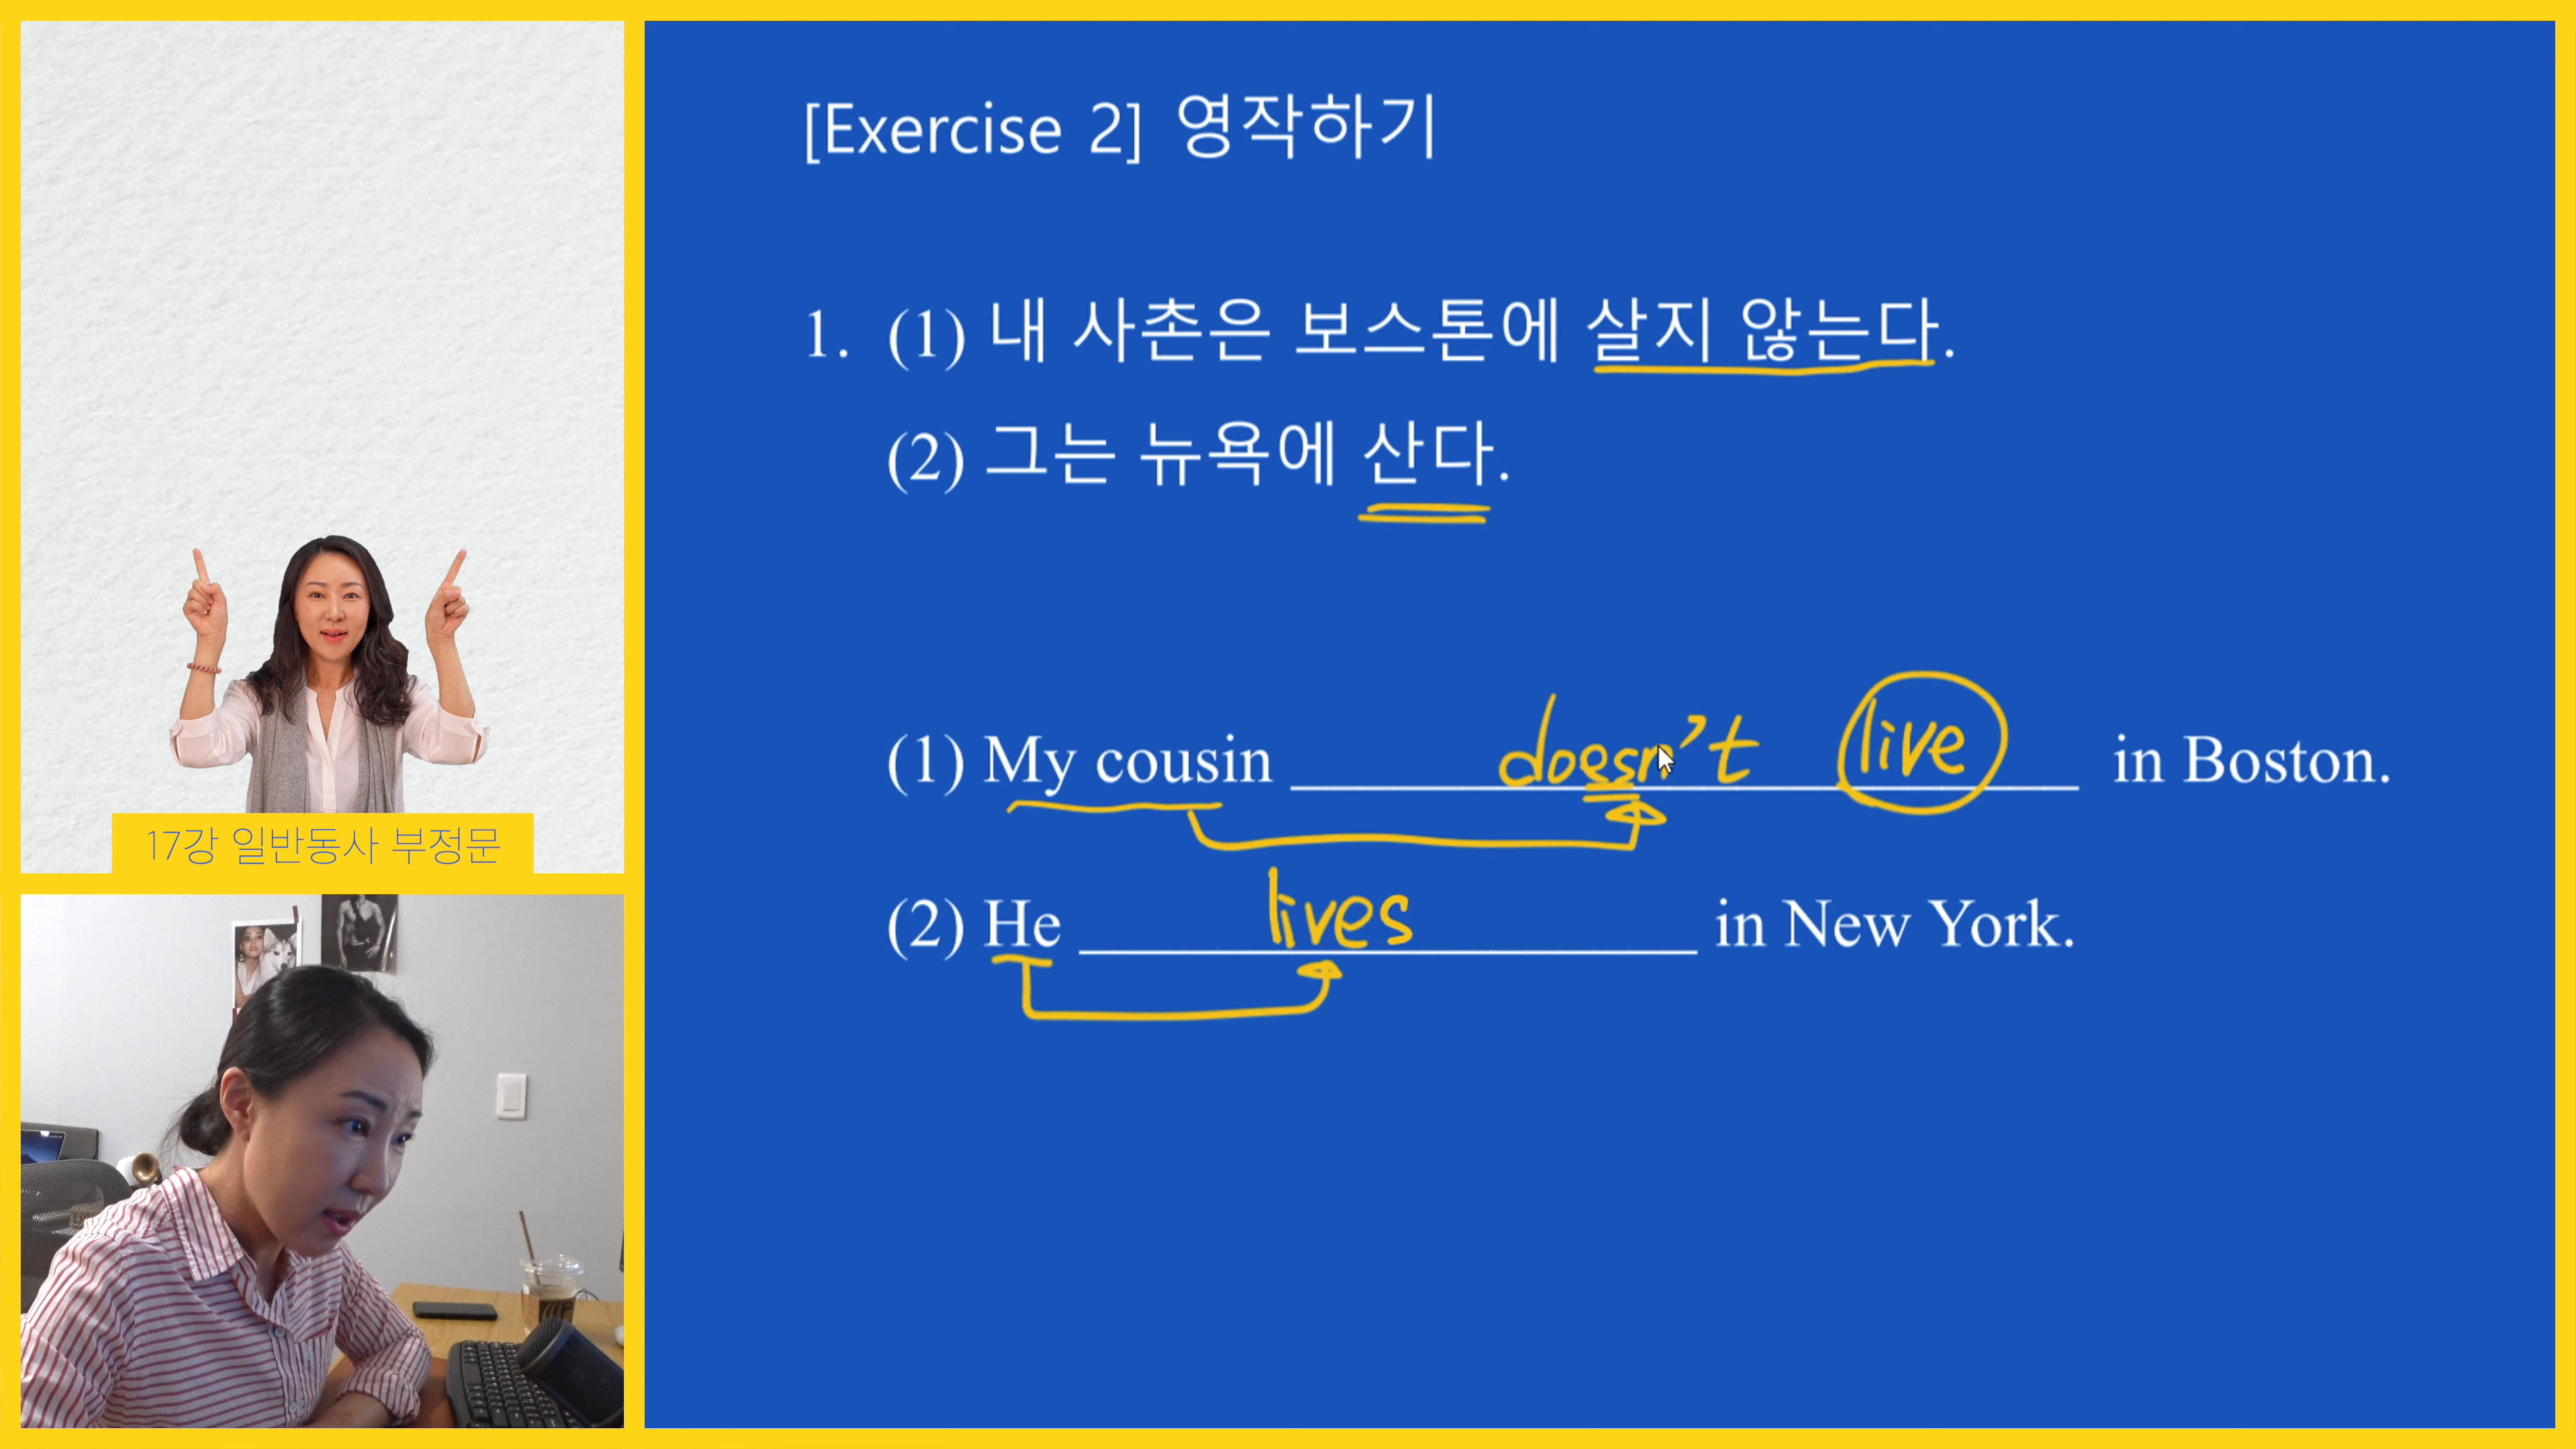 [Exercise 2] 영작하기
1. (1) 내 사촌은 보스톤에 살지 않는다.
(2) 그는 뉴욕에 산다.
(1) My cousin doesn't live in Boston.
(2) He lives in New York.
17강 일반동사 부정문